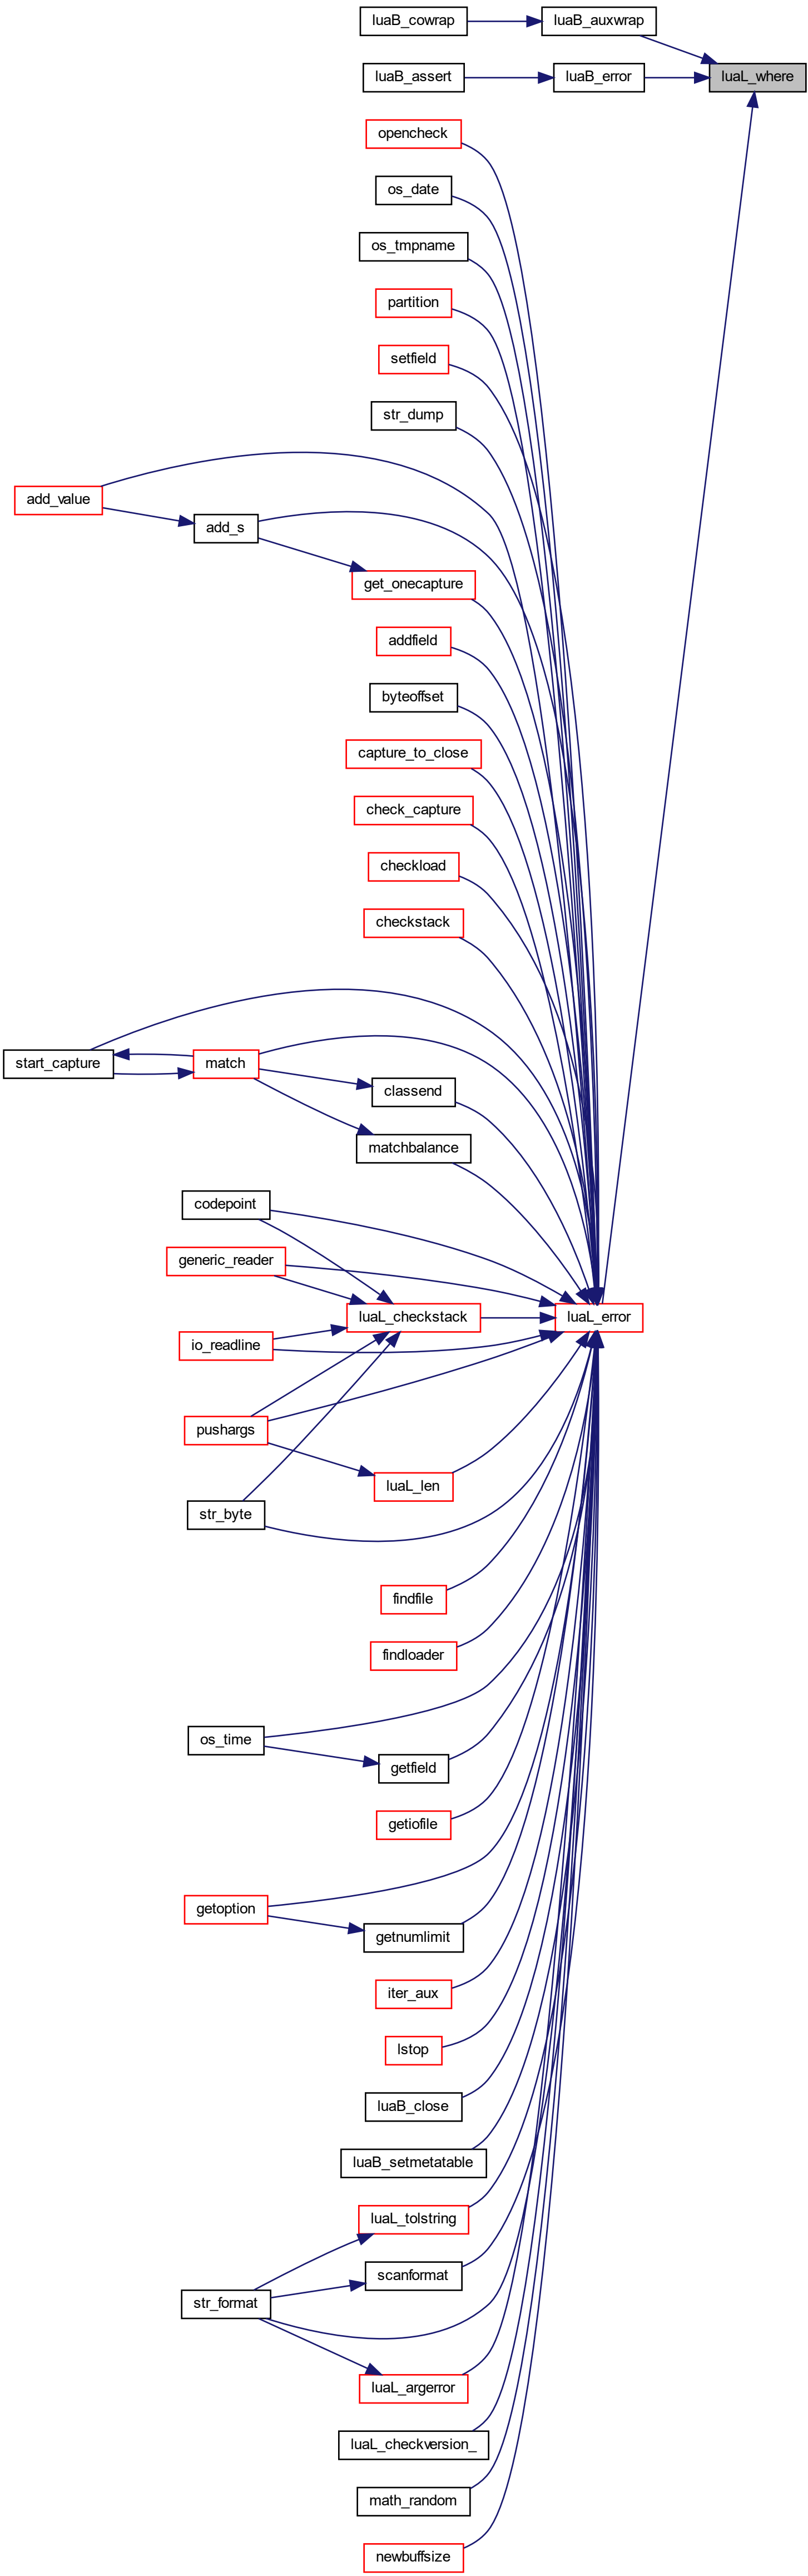 luaB_cowrap
luaB_auxwrap
luaL_where
luaB_assert
luaB_error
opencheck
os_date
os_tmpname
partition
setfield
str_dump
add_value
add_s
get_onecapture
addfield
byteoffset
capture_to_close
check_capture
checkload
checkstack
start_capture
match
classend
matchbalance
codepoint
generic_reader
luaL_checkstack
luaL_error
io_readline
pushargs
luaL_len
str_byte
findfile
findloader
os_time
getfield
getiofile
getoption
getnumlimit
iter_aux
lstop
luaB_close
luaB_setmetatable
luaL_tolstring
scanformat
str_format
luaL_argerror
luaL_checkversion_
math_random
newbuffsize